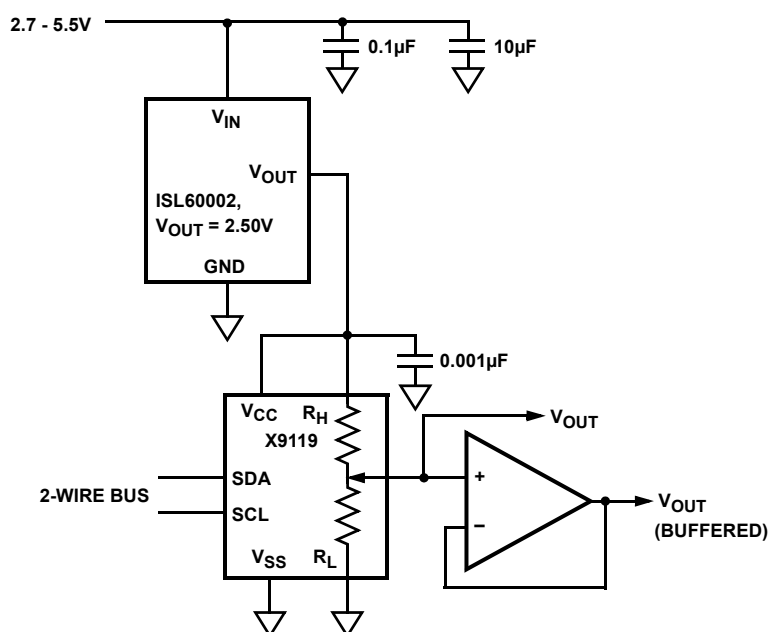 2.7 - 5.5V
0.1µF
10µF
VIN
VOUT
ISL60002,
VOUT = 2.50V
GND
0.001µF
VCC
RH
X9119
VOUT
2-WIRE BUS
SDA
SCL
+
−
VOUT
(BUFFERED)
VSS
RL